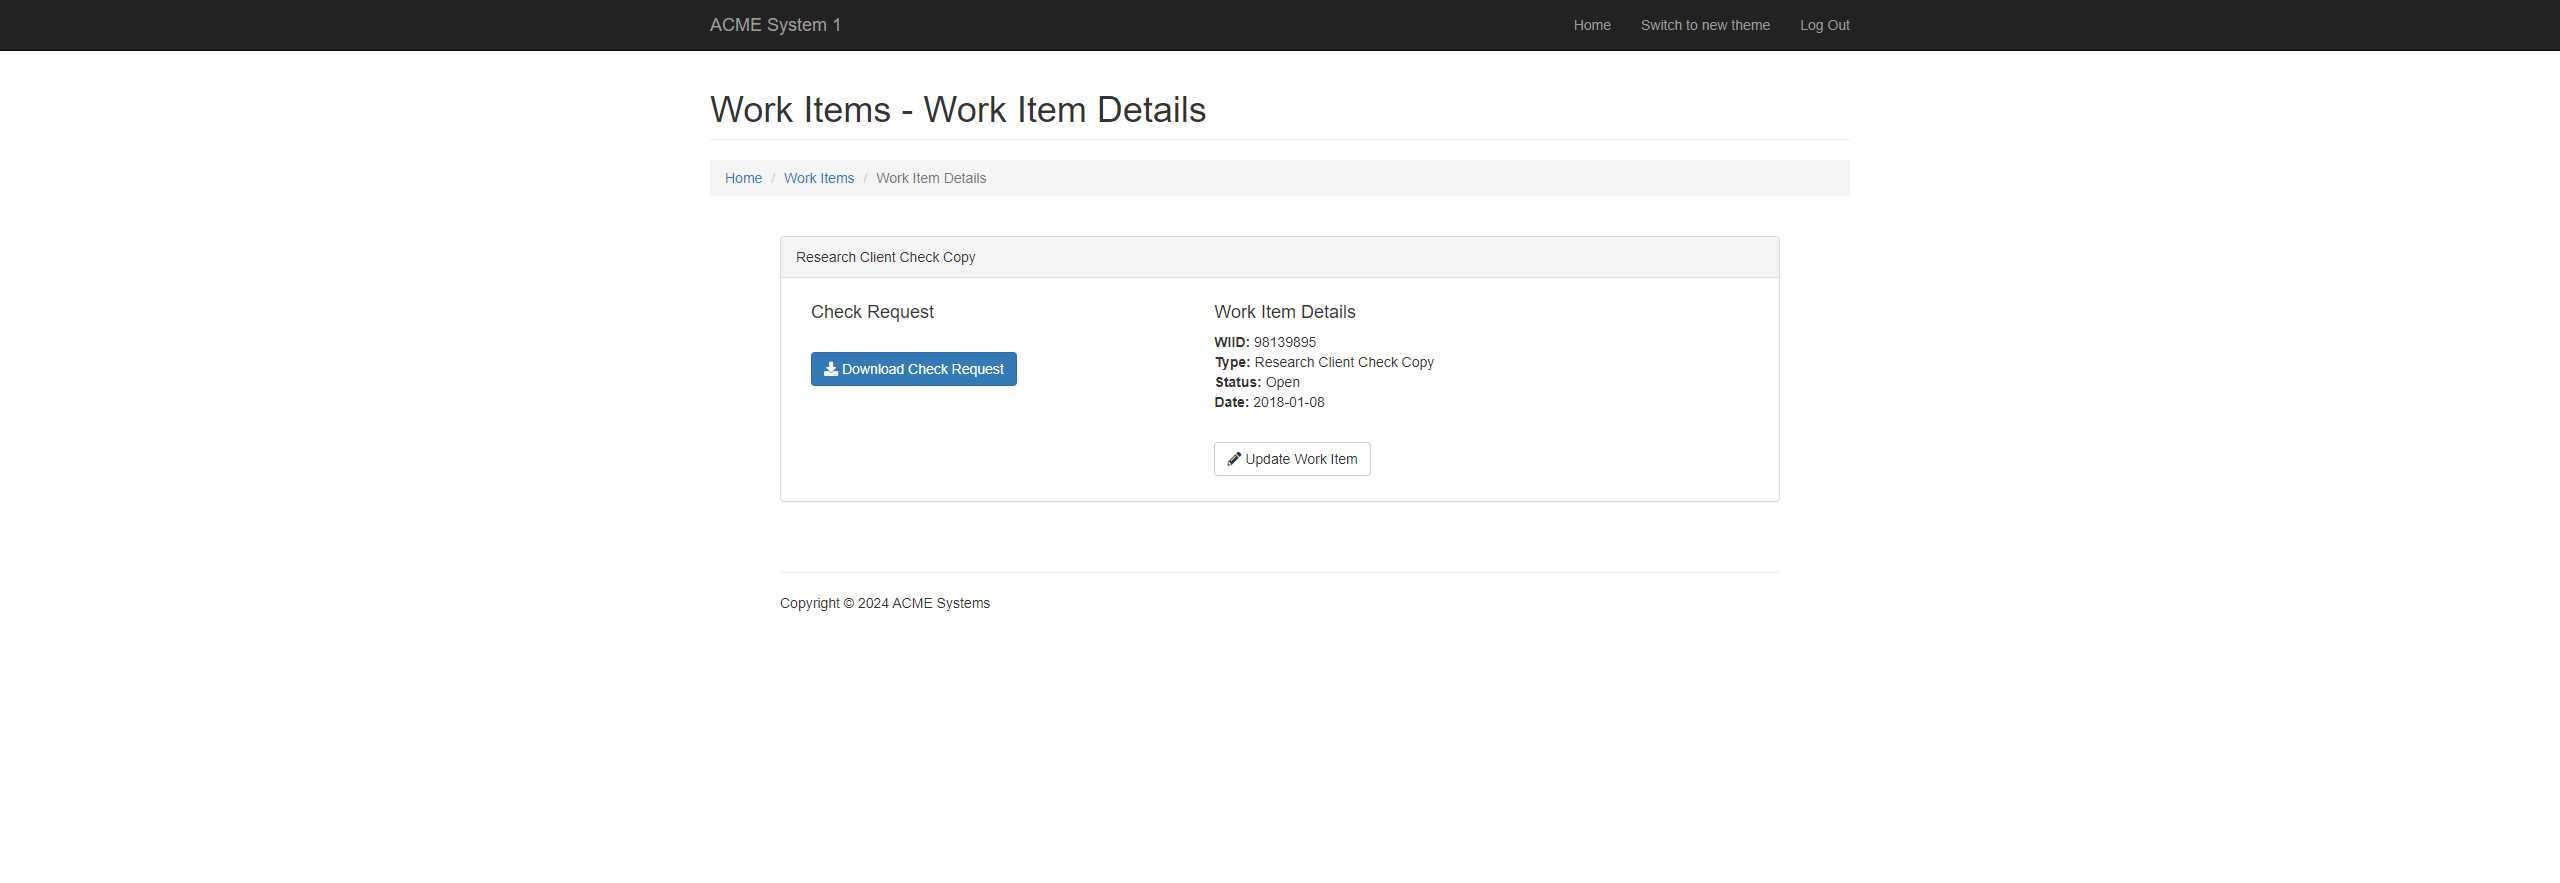 ACME System 1
Home
Switch to new theme
Log Out
Work Items - Work Item Details
Home / Work Items / Work Item Details
Research Client Check Copy
Check Request
Download Check Request
Work Item Details
WIID: 98139895
Type: Research Client Check Copy
Status: Open
Date: 2018-01-08
Update Work Item
Copyright © 2024 ACME Systems